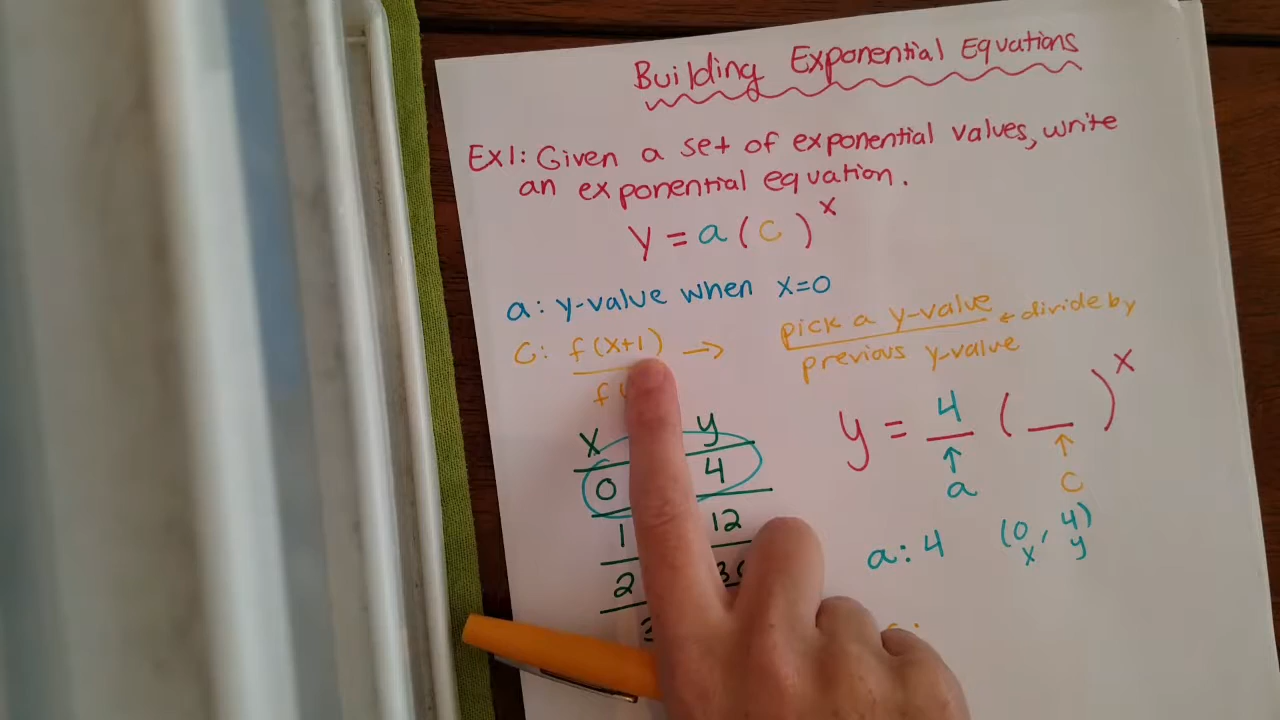 Building Exponential Equations
Ex1: Given a set of exponential values, write
an exponential equation.
y = a(c)^x
a: y-value when x=0
c: f(x+1) → pick a y-value ← divide by
previous y-value
x y
0 4
1 12
2
y = 4 ( __ )^x
↑ ↑
a c
a: 4 (0, 4)
x y